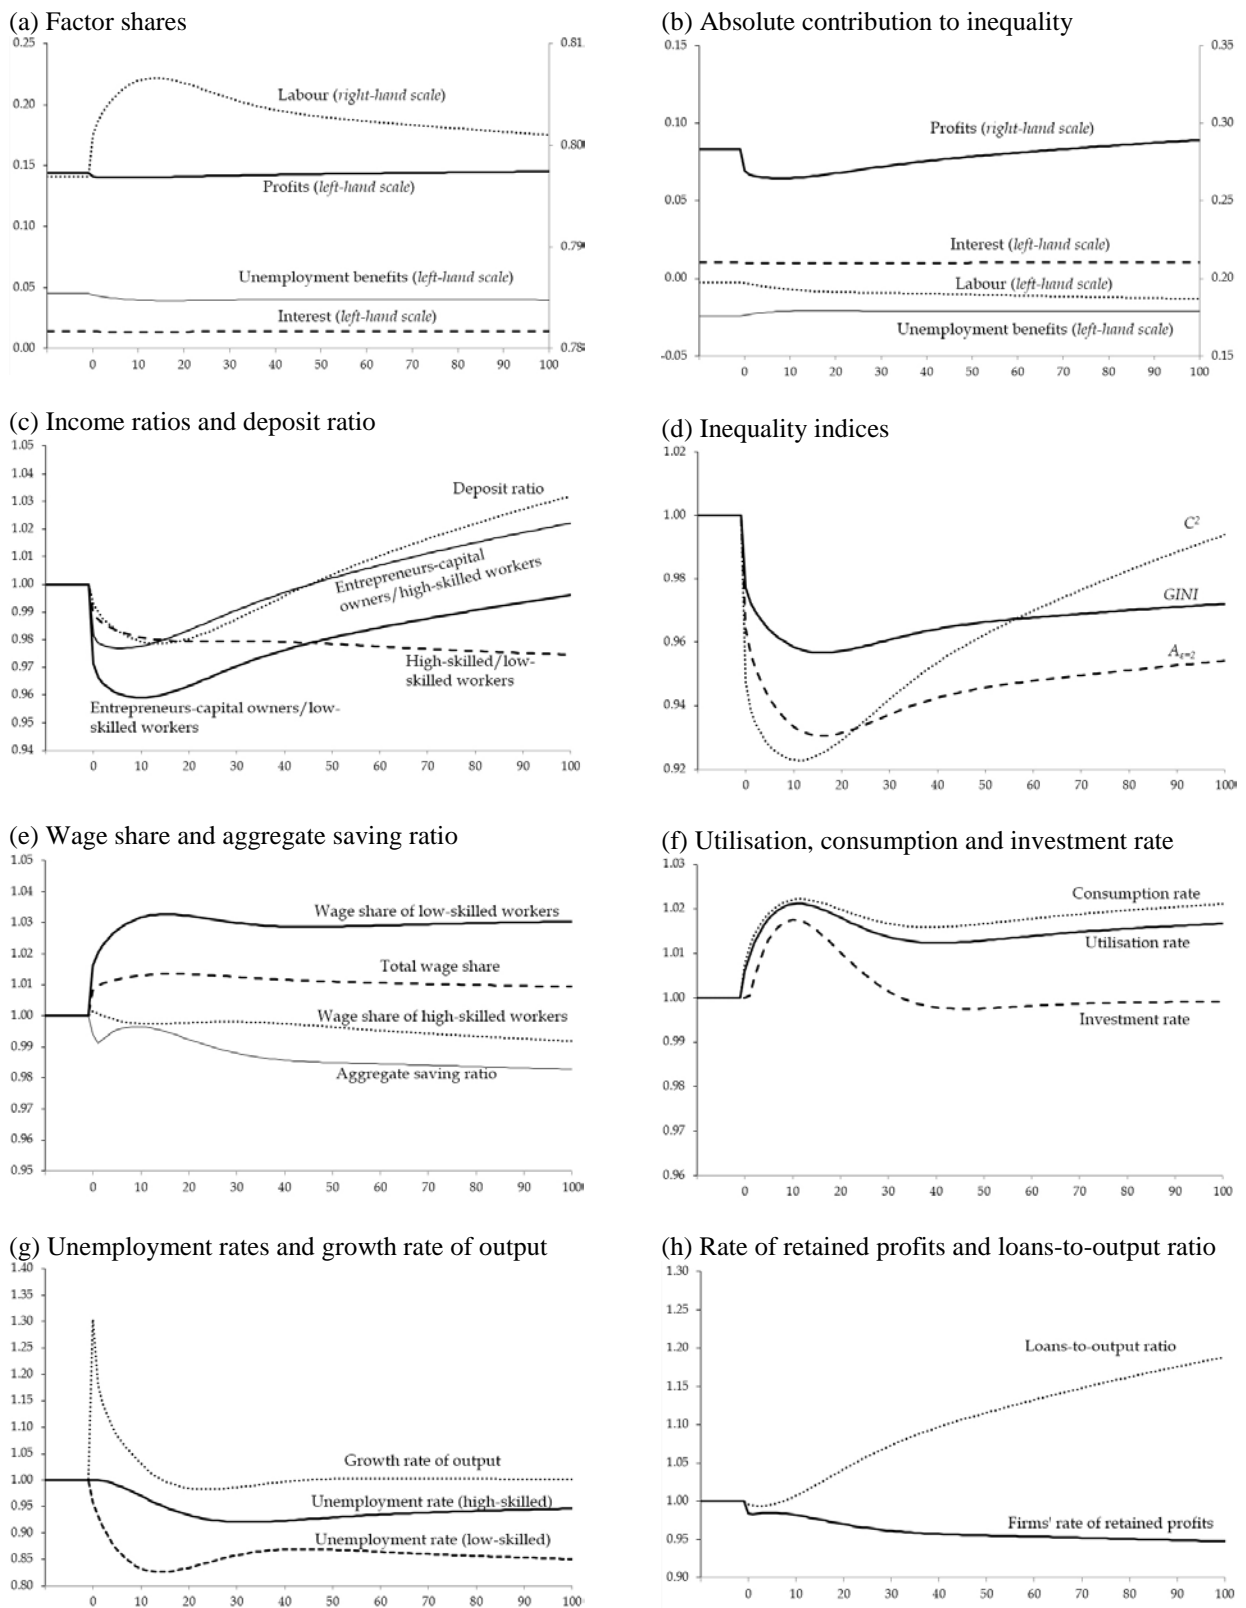 (a) Factor shares
0.25
0.20
0.15
0.10
0.05
0.00
0.81
0.80
0.79
0.78
Labour (right-hand scale)
Profits (left-hand scale)
Unemployment benefits (left-hand scale)
Interest (left-hand scale)
0 10 20 30 40 50 60 70 80 90 100
(b) Absolute contribution to inequality
0.15
0.10
0.05
0.00
-0.05
0.35
0.30
0.25
0.20
0.15
Profits (right-hand scale)
Interest (left-hand scale)
Labour (left-hand scale)
Unemployment benefits (left-hand scale)
0 10 20 30 40 50 60 70 80 90 100
(c) Income ratios and deposit ratio
1.05
1.04
1.03
1.02
1.01
1.00
0.99
0.98
0.97
0.96
0.95
0.94
Deposit ratio
Entrepreneurs-capital
owners/high-skilled workers
High-skilled/low-
skilled workers
Entrepreneurs-capital owners/low-
skilled workers
0 10 20 30 40 50 60 70 80 90 100
(d) Inequality indices
1.02
1.00
0.98
0.96
0.94
0.92
C²
GINI
Aε=2
0 10 20 30 40 50 60 70 80 90 100
(e) Wage share and aggregate saving ratio
1.05
1.04
1.03
1.02
1.01
1.00
0.99
0.98
0.97
0.96
0.95
Wage share of low-skilled workers
Total wage share
Wage share of high-skilled workers
Aggregate saving ratio
0 10 20 30 40 50 60 70 80 90 100
(f) Utilisation, consumption and investment rate
1.03
1.02
1.01
1.00
0.99
0.98
0.97
0.96
Consumption rate
Utilisation rate
Investment rate
0 10 20 30 40 50 60 70 80 90 100
(g) Unemployment rates and growth rate of output
1.40
1.35
1.30
1.25
1.20
1.15
1.10
1.05
1.00
0.95
0.90
0.85
0.80
Growth rate of output
Unemployment rate (high-skilled)
Unemployment rate (low-skilled)
0 10 20 30 40 50 60 70 80 90 100
(h) Rate of retained profits and loans-to-output ratio
1.30
1.25
1.20
1.15
1.10
1.05
1.00
0.95
0.90
Loans-to-output ratio
Firms' rate of retained profits
0 10 20 30 40 50 60 70 80 90 100